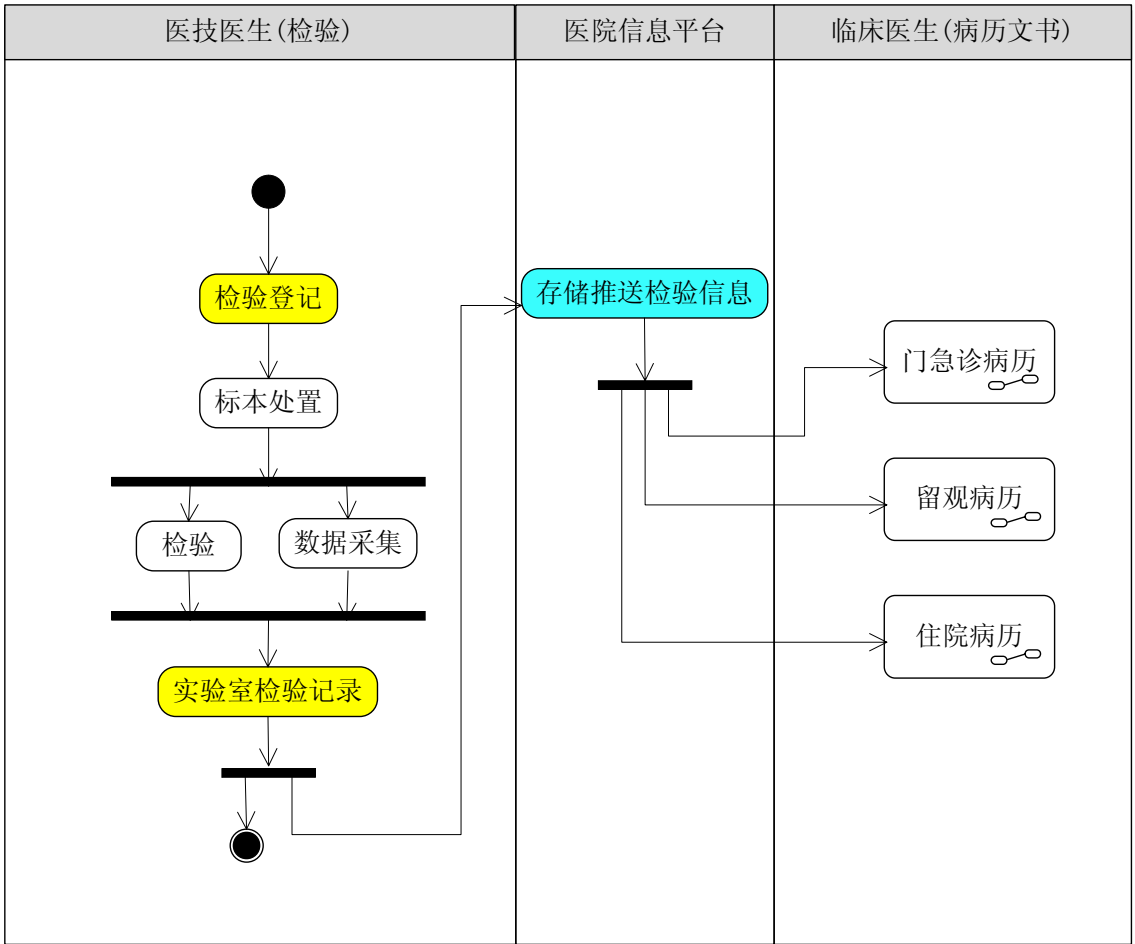 医技医生(检验)
医院信息平台
临床医生(病历文书)
检验登记
标本处置
检验
数据采集
实验室检验记录
存储推送检验信息
门急诊病历
留观病历
住院病历